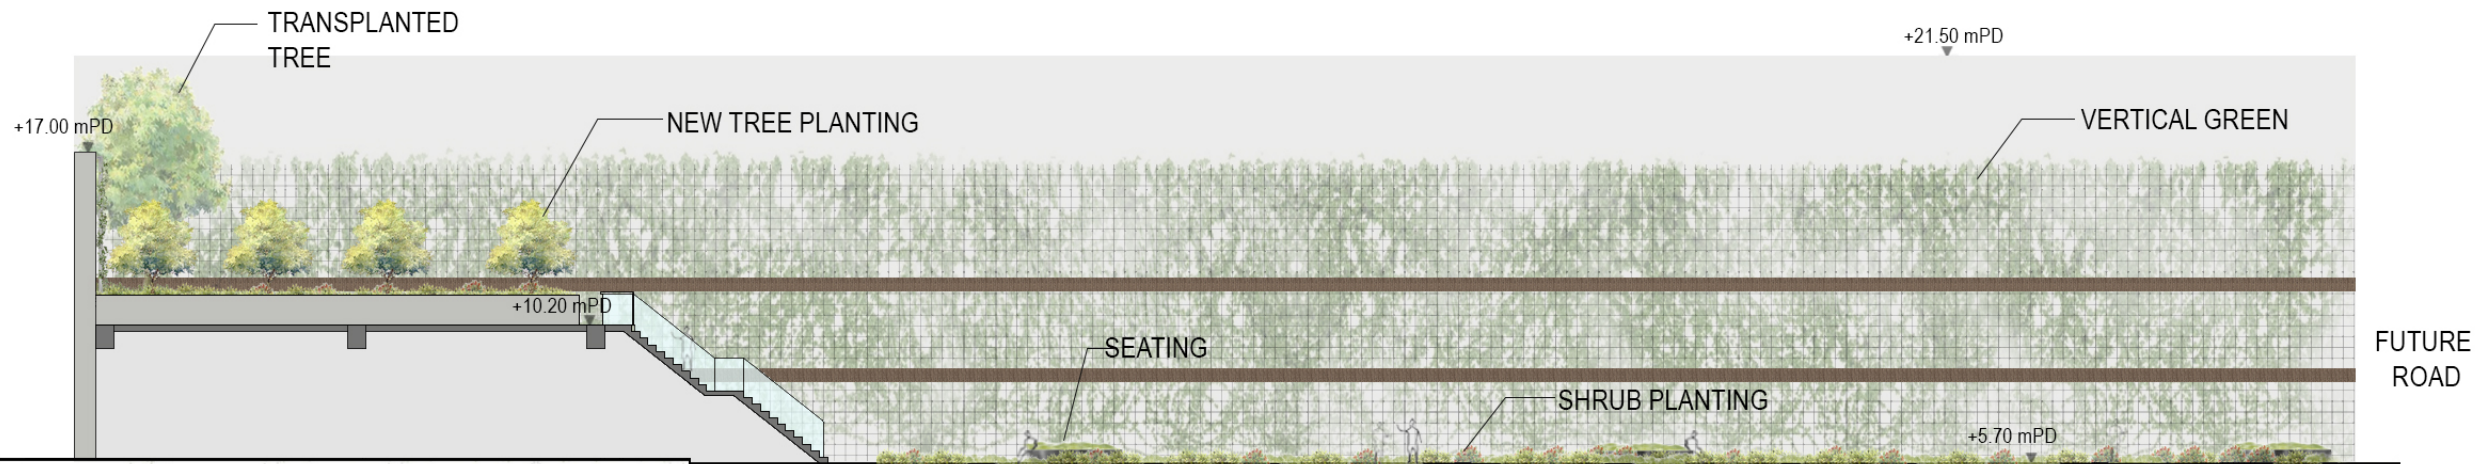 TRANSPLANTED
TREE
+21.50 mPD
+17.00 mPD
NEW TREE PLANTING
VERTICAL GREEN
+10.20 mPD
SEATING
FUTURE
ROAD
SHRUB PLANTING
+5.70 mPD